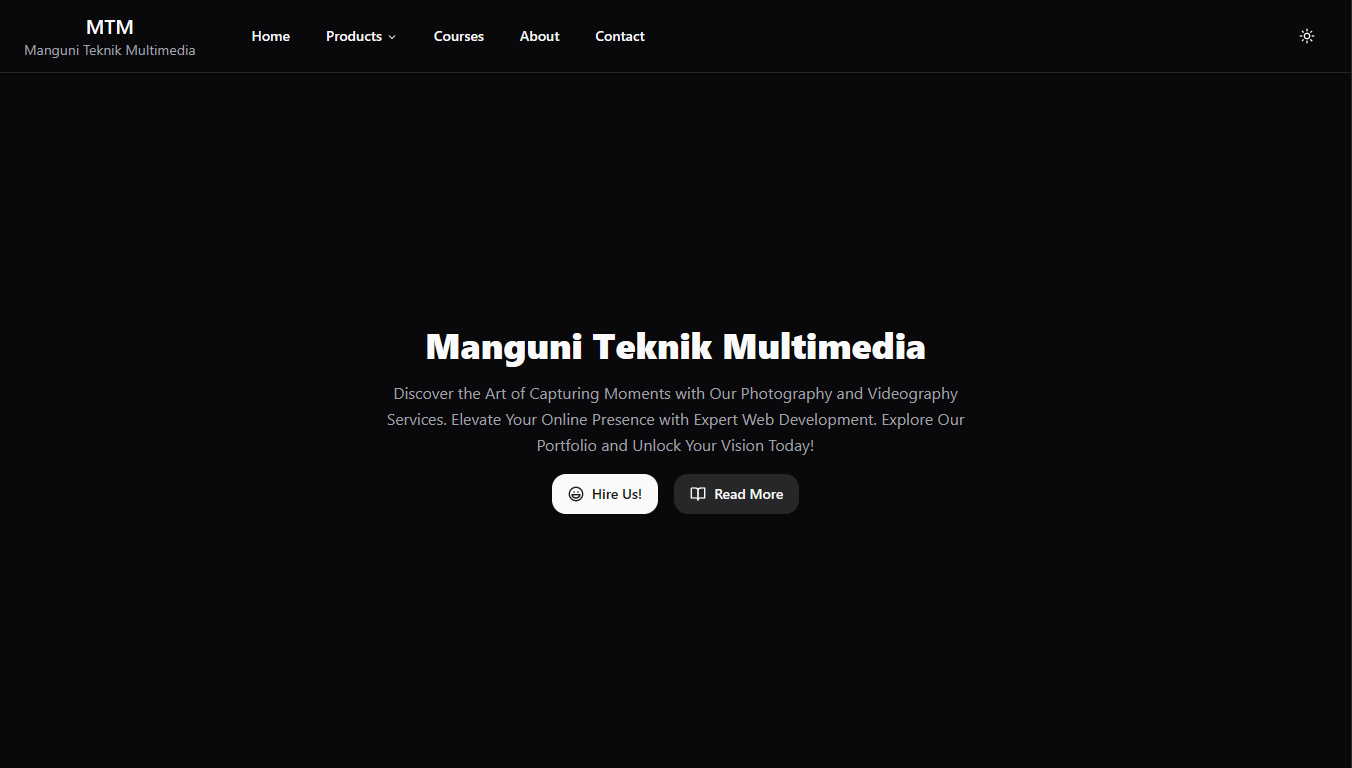 MTM
Manguni Teknik Multimedia
Home Products Courses About Contact
Manguni Teknik Multimedia
Discover the Art of Capturing Moments with Our Photography and Videography
Services. Elevate Your Online Presence with Expert Web Development. Explore Our
Portfolio and Unlock Your Vision Today!
Hire Us! Read More